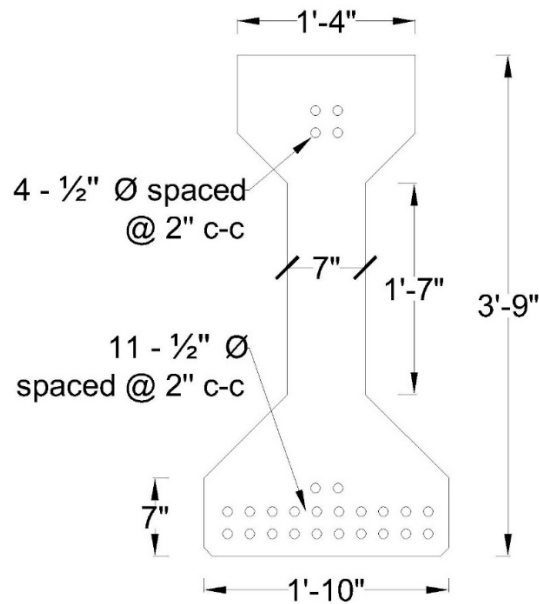 1'-4"
4 - ½" Ø spaced
@ 2" c-c
7"
1'-7"
3'-9"
11 - ½" Ø
spaced @ 2" c-c
7"
1'-10"